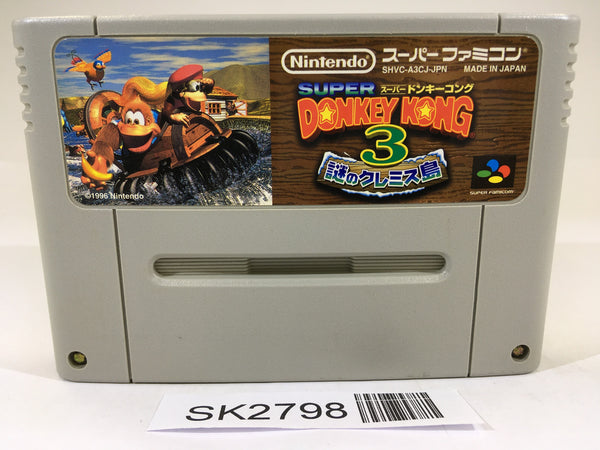 Nintendo スーパーファミコン
SHVC-A3CJ-JPN MADE IN JAPAN
SUPER スーパードンキーコング
DONKEY KONG
3
謎のクレミス島
SUPER FAMICOM
©1996 Nintendo
SK2798